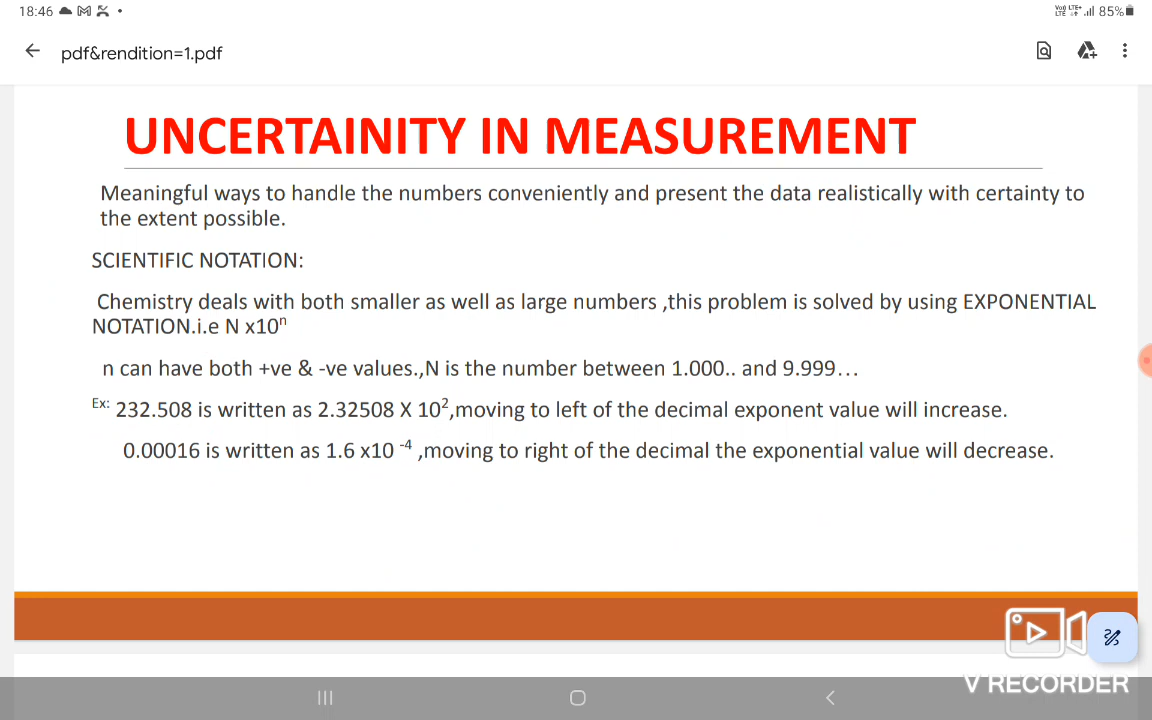 18:46
Vo) LTE+
LTE 85%
pdf&rendition=1.pdf
UNCERTAINITY IN MEASUREMENT
Meaningful ways to handle the numbers conveniently and present the data realistically with certainty to
the extent possible.
SCIENTIFIC NOTATION:
Chemistry deals with both smaller as well as large numbers ,this problem is solved by using EXPONENTIAL
NOTATION.i.e N x10ⁿ
n can have both +ve & -ve values.,N is the number between 1.000.. and 9.999...
Ex: 232.508 is written as 2.32508 X 10²,moving to left of the decimal exponent value will increase.
0.00016 is written as 1.6 x10 ⁻⁴ ,moving to right of the decimal the exponential value will decrease.
V RECORDER